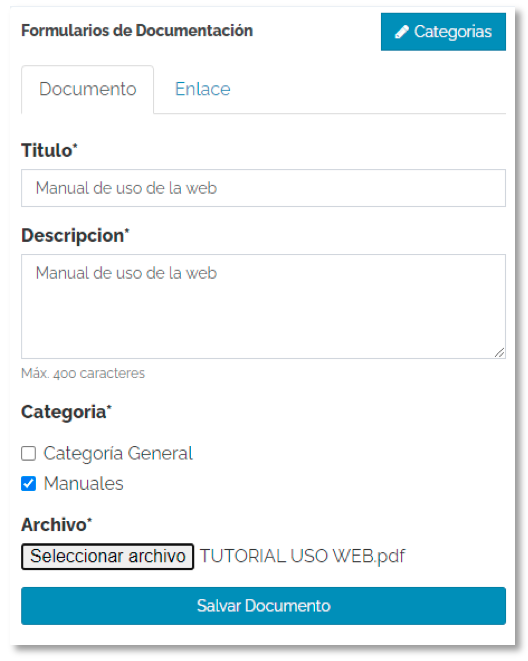 Formularios de Documentación
Categorias
Documento
Enlace
Titulo*
Manual de uso de la web
Descripcion*
Manual de uso de la web
Máx. 400 caracteres
Categoria*
Categoría General
Manuales
Archivo*
Seleccionar archivo TUTORIAL USO WEB.pdf
Salvar Documento